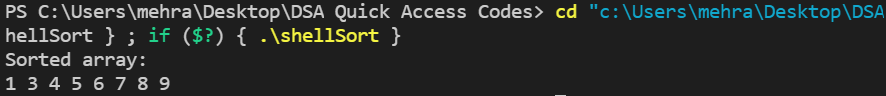 PS C:\Users\mehra\Desktop\DSA Quick Access Codes> cd "c:\Users\mehra\Desktop\DSA
hellSort } ; if ($?) { .\shellSort }
Sorted array:
1 3 4 5 6 7 8 9